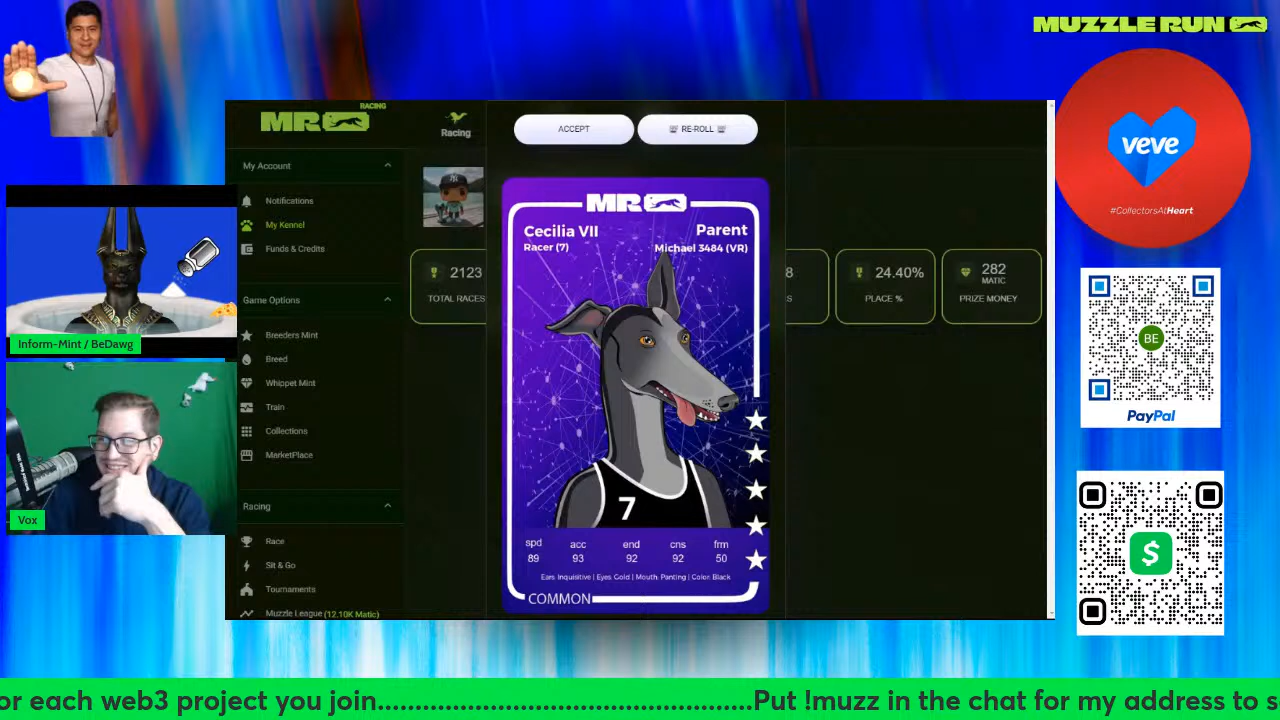 MUZZLE RUN
RACING
MR
Racing
My Account
Notifications
My Kennel
Funds & Credits
Game Options
Breeders Mint
Breed
Whippet Mint
Train
Collections
MarketPlace
Racing
Race
Sit & Go
Tournaments
Muzzle League (12.10K Matic)
2123
TOTAL RACES
ACCEPT
RE-ROLL
MR
Cecilia VII
Parent
Racer (7)
Michael 3484 (VR)
7
spd acc end cns frm
89 93 92 92 50
Ears: Inquisitive | Eyes: Gold | Mouth: Panting | Color: Black
COMMON
8
S
24.40%
PLACE %
282
MATIC
PRIZE MONEY
Inform-Mint / BeDawg
Vox
veve
#CollectorsAtHeart
BE
PayPal
$
or each web3 project you join....................................................Put !muzz in the chat for my address to s